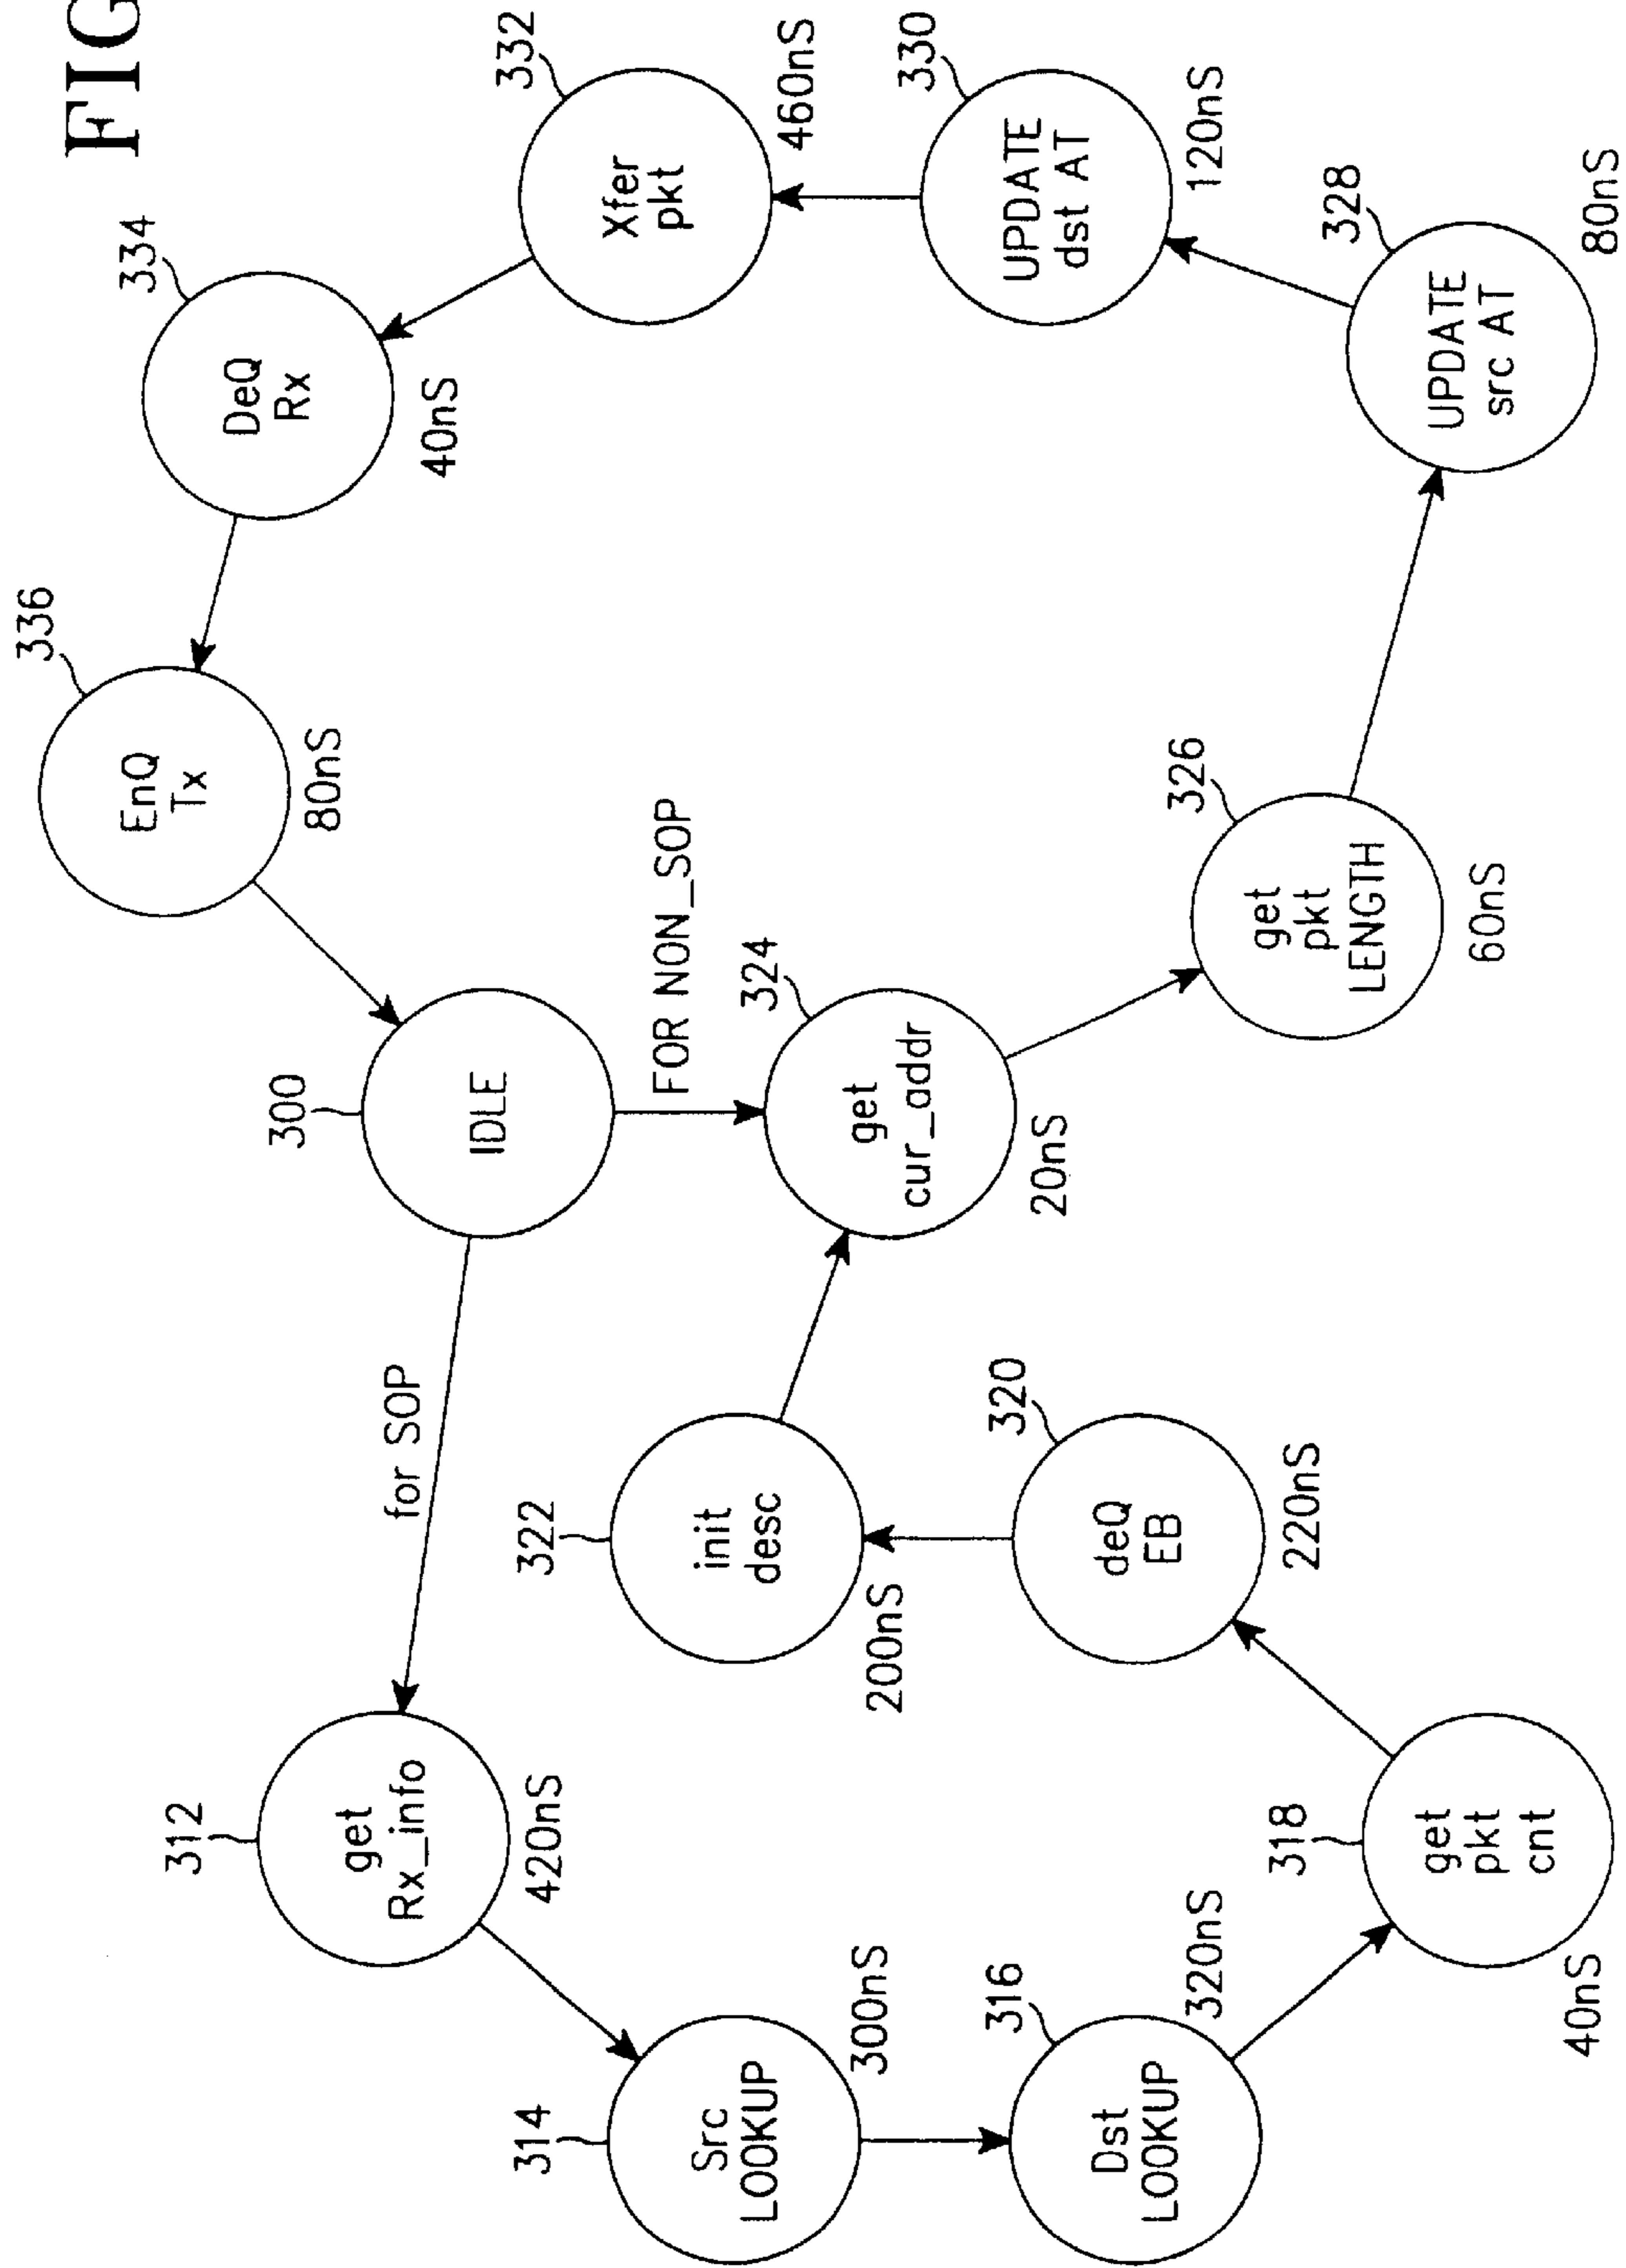 FIG
300
IDLE
for SOP
FOR NON_SOP
312
get
Rx_info
420nS
314
Src
LOOKUP
300nS
316
Dst
LOOKUP
320nS
318
get
pkt
cnt
40nS
320
deQ
EB
220nS
322
init
desc
200nS
324
get
cur_addr
20nS
326
get
pkt
LENGTH
60nS
328
UPDATE
src AT
80nS
330
UPDATE
dst AT
120nS
332
Xfer
pkt
460nS
334
DeQ
Rx
40nS
336
EnQ
Tx
80nS